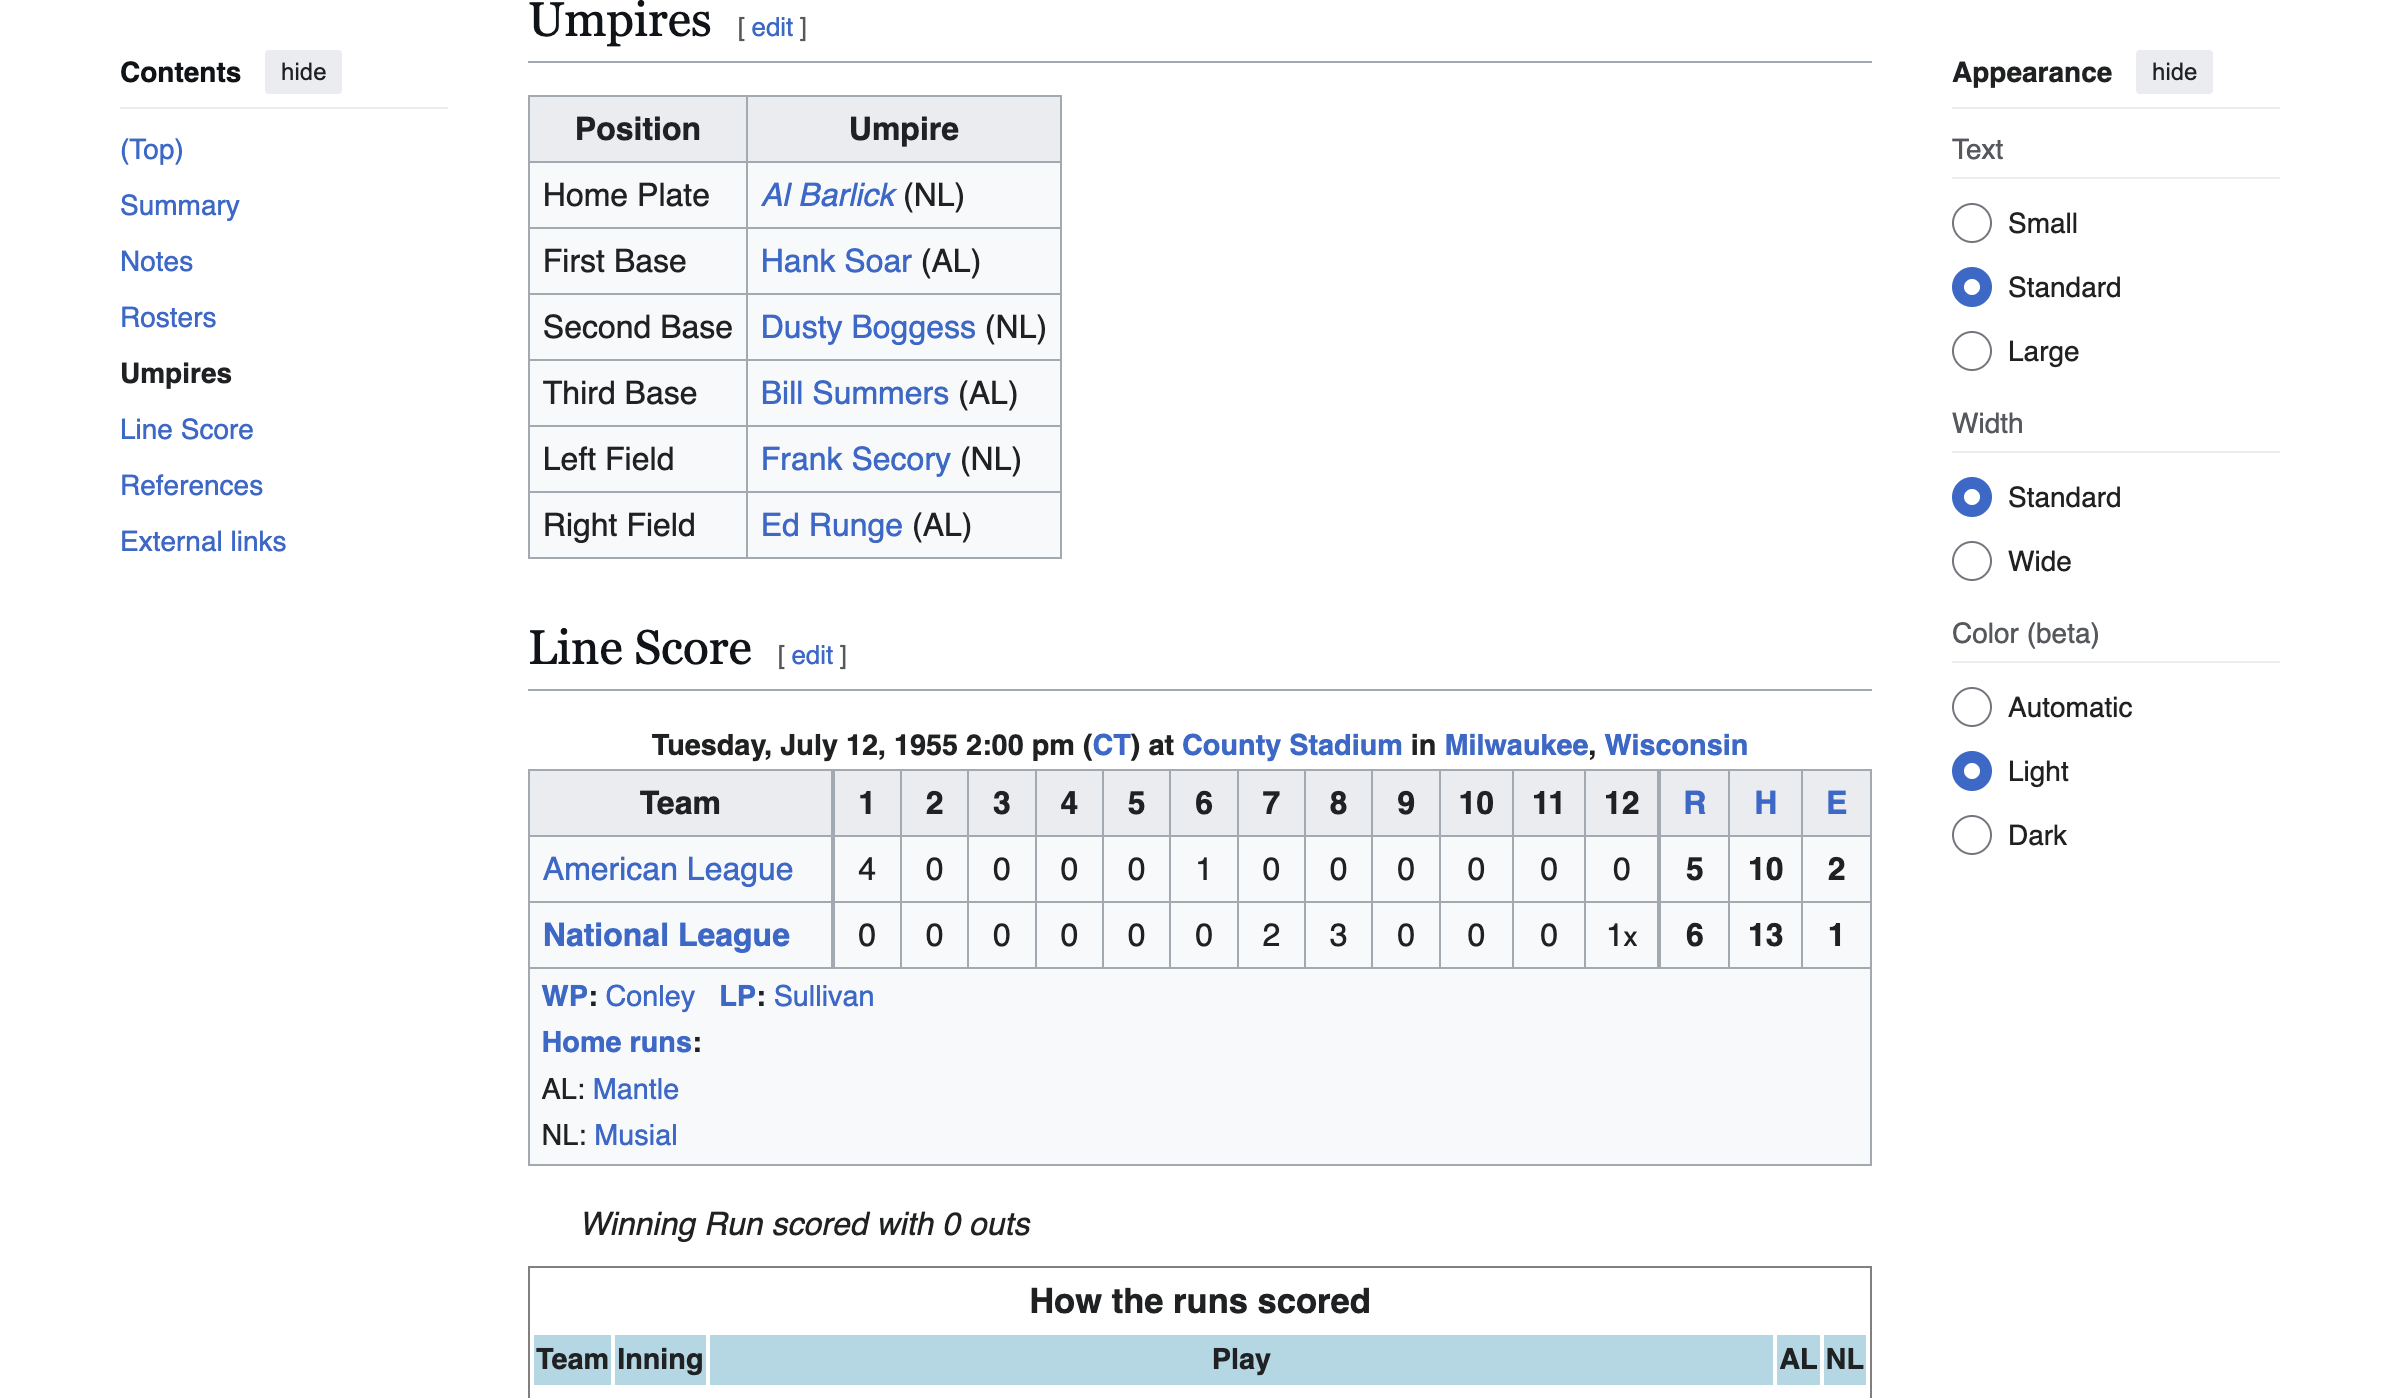 Contents hide
(Top)
Summary
Notes
Rosters
Umpires
Line Score
References
External links
Umpires [ edit ]
Position Umpire
Home Plate Al Barlick (NL)
First Base Hank Soar (AL)
Second Base Dusty Boggess (NL)
Third Base Bill Summers (AL)
Left Field Frank Secory (NL)
Right Field Ed Runge (AL)
Line Score [ edit ]
Tuesday, July 12, 1955 2:00 pm (CT) at County Stadium in Milwaukee, Wisconsin
Team 1 2 3 4 5 6 7 8 9 10 11 12 R H E
American League 4 0 0 0 0 1 0 0 0 0 0 0 5 10 2
National League 0 0 0 0 0 0 2 3 0 0 0 1x 6 13 1
WP: Conley LP: Sullivan
Home runs:
AL: Mantle
NL: Musial
Winning Run scored with 0 outs
How the runs scored
Team Inning Play AL NL
Appearance hide
Text
Small
Standard
Large
Width
Standard
Wide
Color (beta)
Automatic
Light
Dark